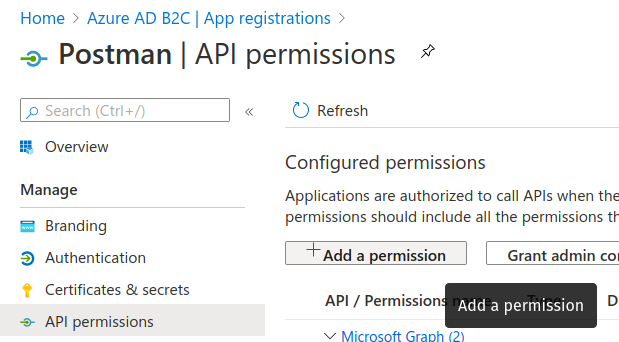 Home > Azure AD B2C | App registrations >
Postman | API permissions
Search (Ctrl+/)
«
Refresh
Overview
Configured permissions
Manage
Applications are authorized to call APIs when the
permissions should include all the permissions th
Branding
Authentication
+ Add a permission
Grant admin co
Certificates & secrets
API / Permissions
Add a permission
API permissions
Microsoft Graph (2)